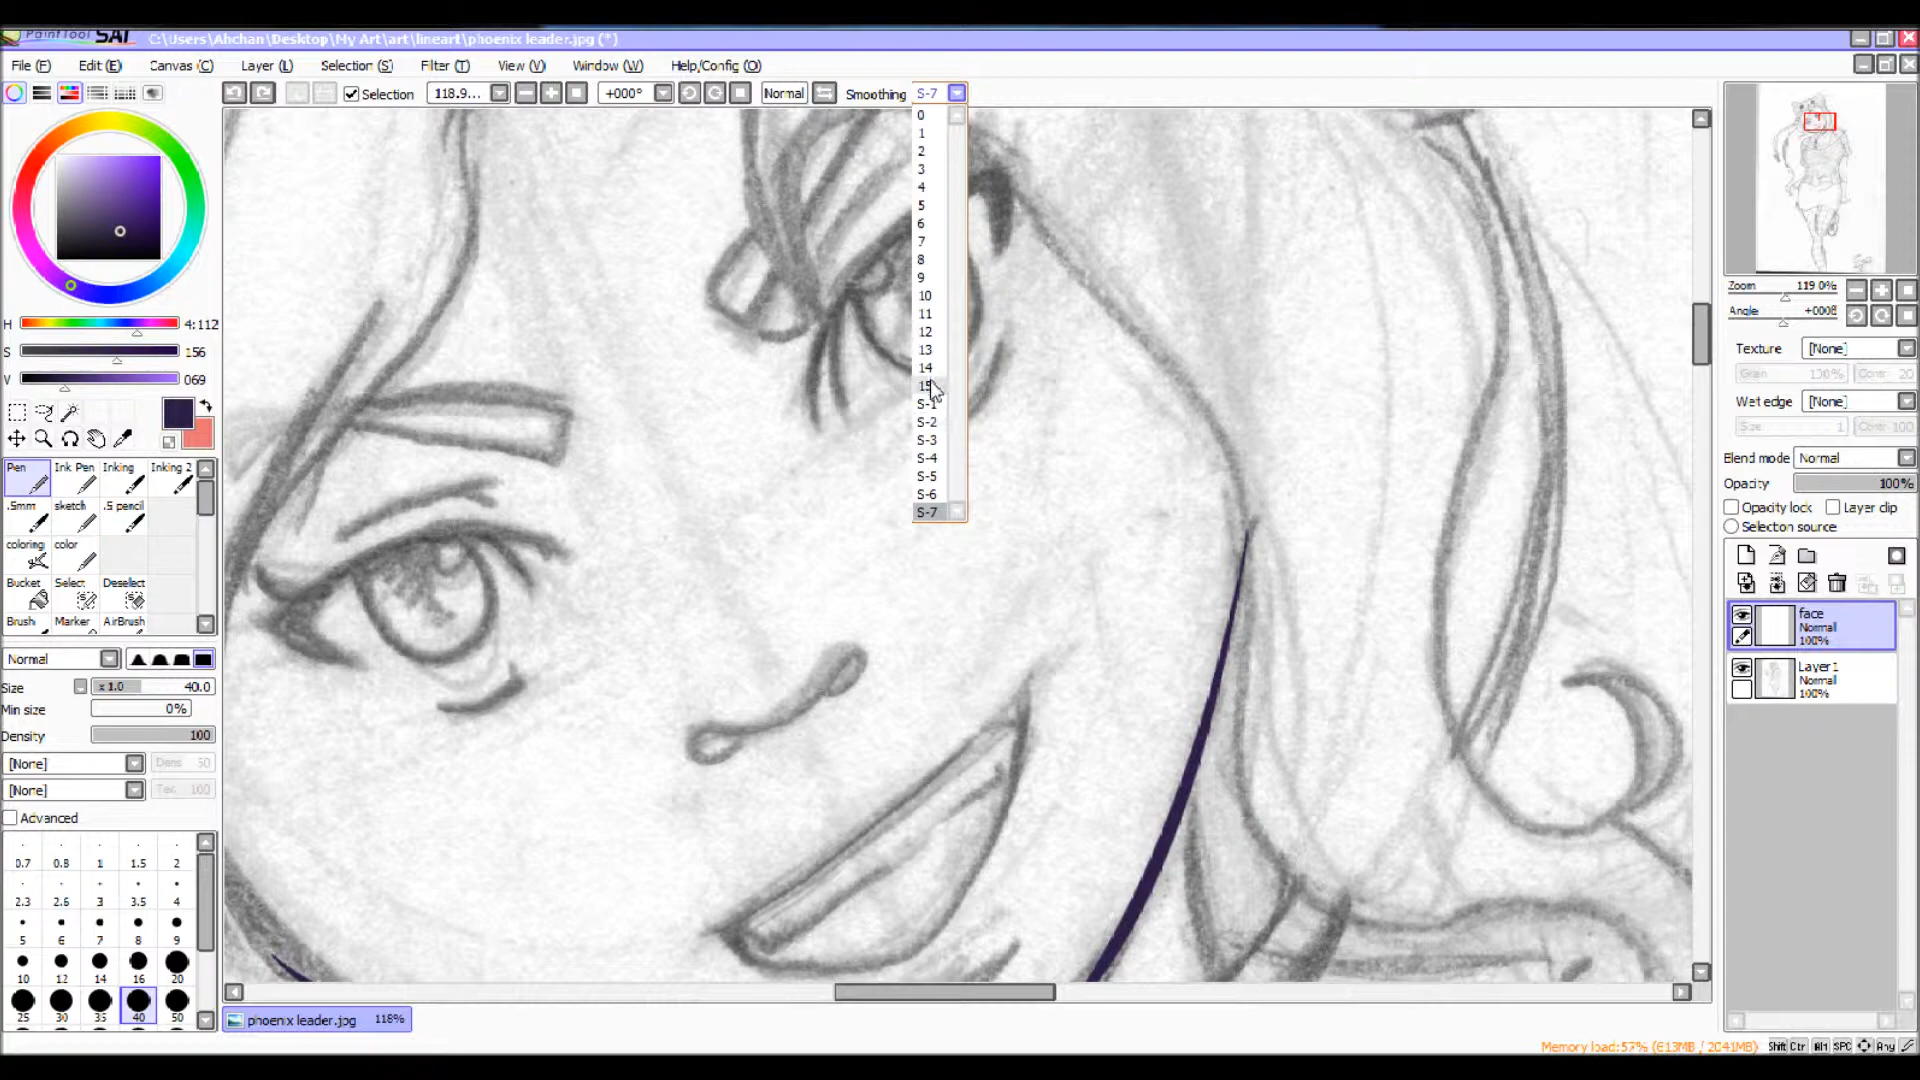 PaintTool SAI C:\Users\Ahchan\Desktop\My Art\art\lineart\phoenix leader.jpg (*)
File (F) Edit (E) Canvas (C) Layer (L) Selection (S) Filter (T) View (V) Window (W) Help/Config (O)
Selection 118.9... +000° Normal Smoothing S-7
0
1
2
3
4
5
6
7
8
9
10
11
12
13
14
15
S-1
S-2
S-3
S-4
S-5
S-6
S-7
H 4:112
S 156
V 069
Pen Ink Pen Inking Inking 2
.5mm sketch .5 pencil
coloring color
Bucket Select Deselect
Brush Marker AirBrush
Normal
Size x 1.0 40.0
Min size 0%
Density 100
[None] Dens 50
[None] Tex 100
Advanced
0.7 0.8 1 1.5 2
2.3 2.6 3 3.5 4
5 6 7 8 9
10 12 14 16 20
25 30 35 40 50
Zoom 119.0%
Angle
Texture [None]
Grain 20
Wet edge [None]
Size 1 100
Blend mode Normal
Opacity 100%
Opacity lock Layer clip
Selection source
face
Normal
100%
Layer1
Normal
100%
phoenix leader.jpg 118%
Memory load:57% (613MB / 2041MB) Shift Ctr Alt SPC Any